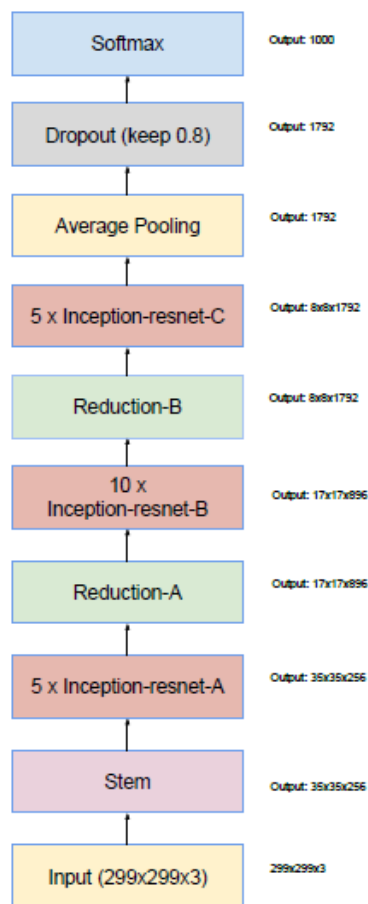 Softmax
Output: 1000
Dropout (keep 0.8)
Output: 1792
Average Pooling
Output: 1792
5 x Inception-resnet-C
Output: 8x8x1792
Reduction-B
Output: 8x8x1792
10 x
Inception-resnet-B
Output: 17x17x896
Reduction-A
Output: 17x17x896
5 x Inception-resnet-A
Output: 35x35x256
Stem
Output: 35x35x256
Input (299x299x3)
299x299x3